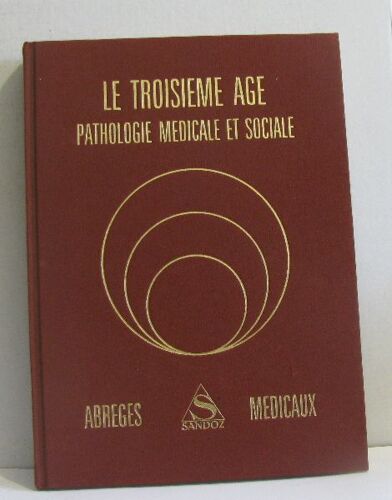 LE TROISIEME AGE
PATHOLOGIE MEDICALE ET SOCIALE
ABREGES S SANDOZ MEDICAUX